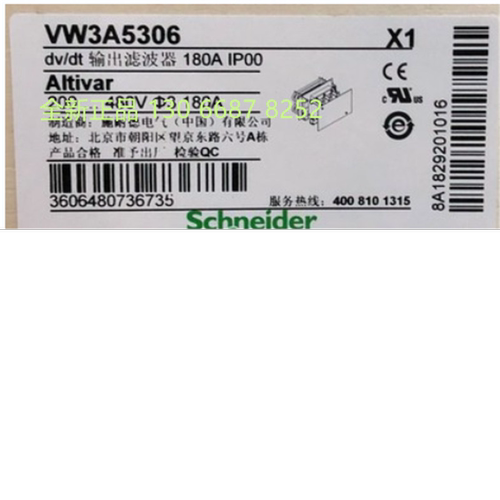 VW3A5306 X1
dv/dt 输出滤波器 180A IP00
Altivar
全新正品 130 6687 8252
地址: 北京市朝阳区望京东路六号A栋
产品合格 准予出厂 检验QC
3606480736735
服务热线: 400 810 1315
Schneider
8A1829201016